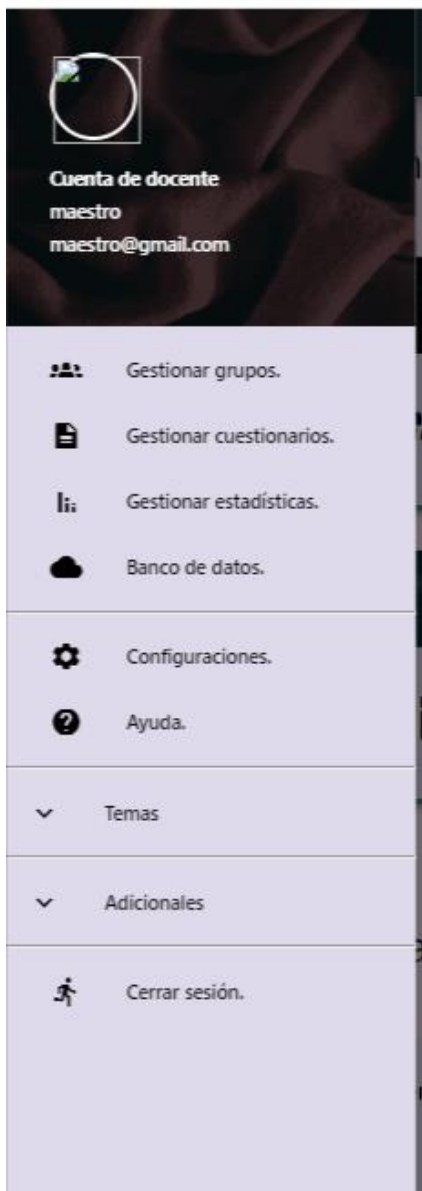 Cuenta de docente
maestro
maestro@gmail.com
Gestionar grupos.
Gestionar cuestionarios.
Gestionar estadísticas.
Banco de datos.
Configuraciones.
Ayuda.
Temas
Adicionales
Cerrar sesión.